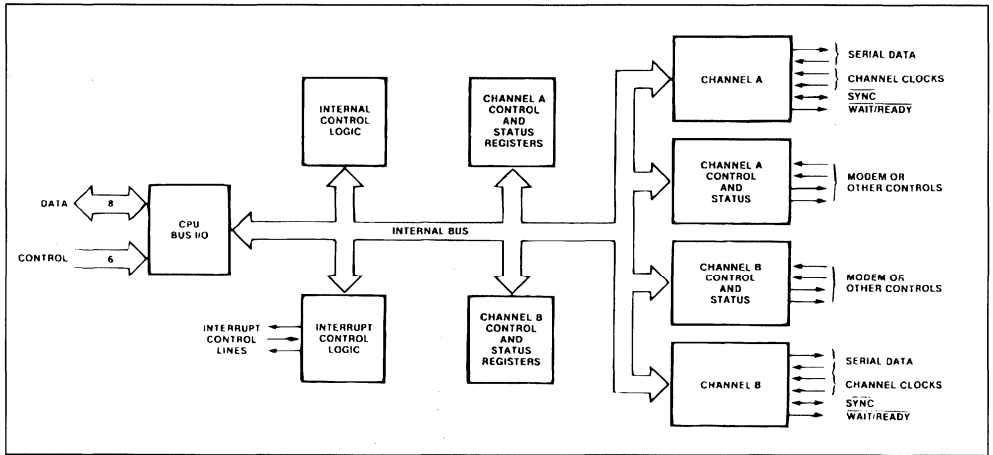 DATA
8
CONTROL
6
CPU
BUS I/O
INTERNAL
CONTROL
LOGIC
INTERRUPT
CONTROL
LINES
INTERRUPT
CONTROL
LOGIC
INTERNAL BUS
CHANNEL A
CONTROL
AND
STATUS
REGISTERS
CHANNEL B
CONTROL
AND
STATUS
REGISTERS
CHANNEL A
SERIAL DATA
CHANNEL CLOCKS
SYNC
WAIT/READY
CHANNEL A
CONTROL
AND
STATUS
MODEM OR
OTHER CONTROLS
CHANNEL B
CONTROL
AND
STATUS
MODEM OR
OTHER CONTROLS
CHANNEL B
SERIAL DATA
CHANNEL CLOCKS
SYNC
WAIT/READY